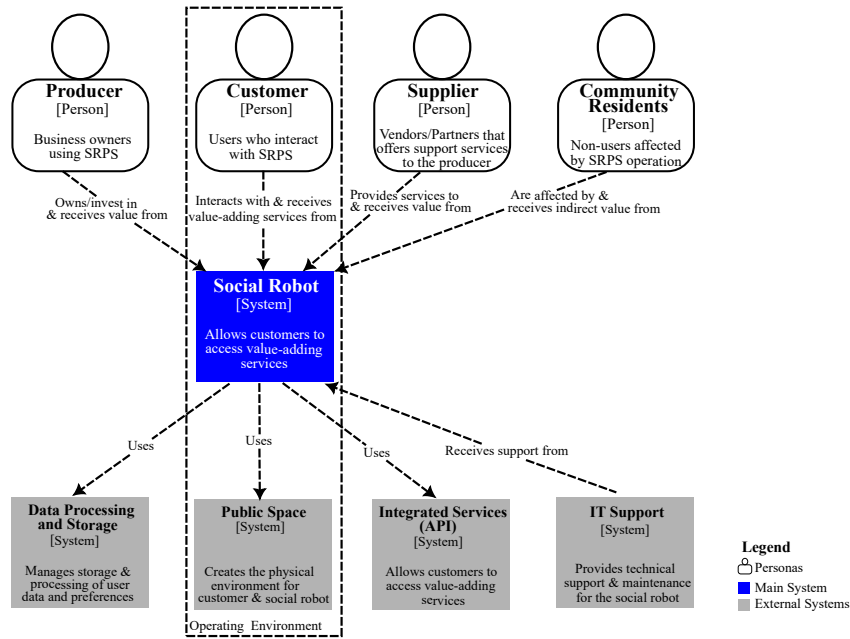 Producer
[Person]
Business owners
using SRPS
Customer
[Person]
Users who interact
with SRPS
Supplier
[Person]
Vendors/Partners that
offers support services
to the producer
Community
Residents
[Person]
Non-users affected
by SRPS operation
Owns/invest in
& receives value from
Interacts with & receives
value-adding services from
Provides services to
& receives value from
Are affected by &
receives indirect value from
Social Robot
[System]
Allows customers to
access value-adding
services
Uses
Uses
Uses
Receives support from
Data Processing
and Storage
[System]
Manages storage &
processing of user
data and preferences
Public Space
[System]
Creates the physical
environment for
customer & social robot
Integrated Services
(API)
[System]
Allows customers to
access value-adding
services
IT Support
[System]
Provides technical
support & maintenance
for the social robot
Operating Environment
Legend
Personas
Main System
External Systems